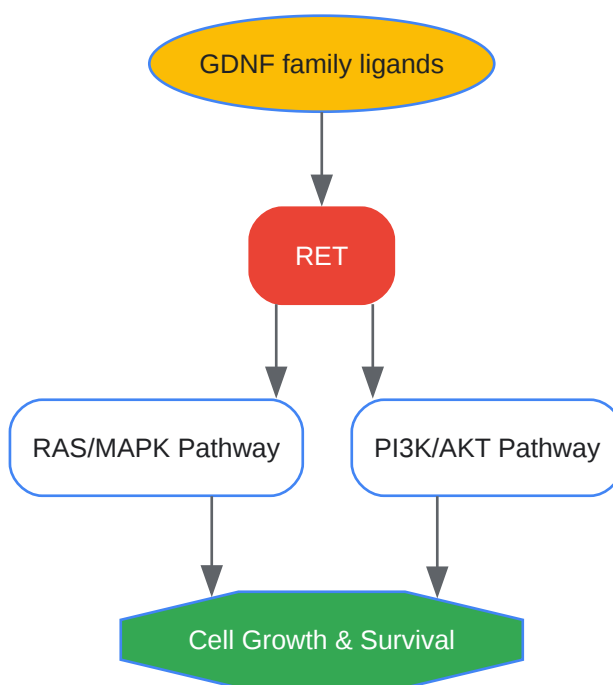 GDNF family ligands
RET
RAS/MAPK Pathway
PI3K/AKT Pathway
Cell Growth & Survival